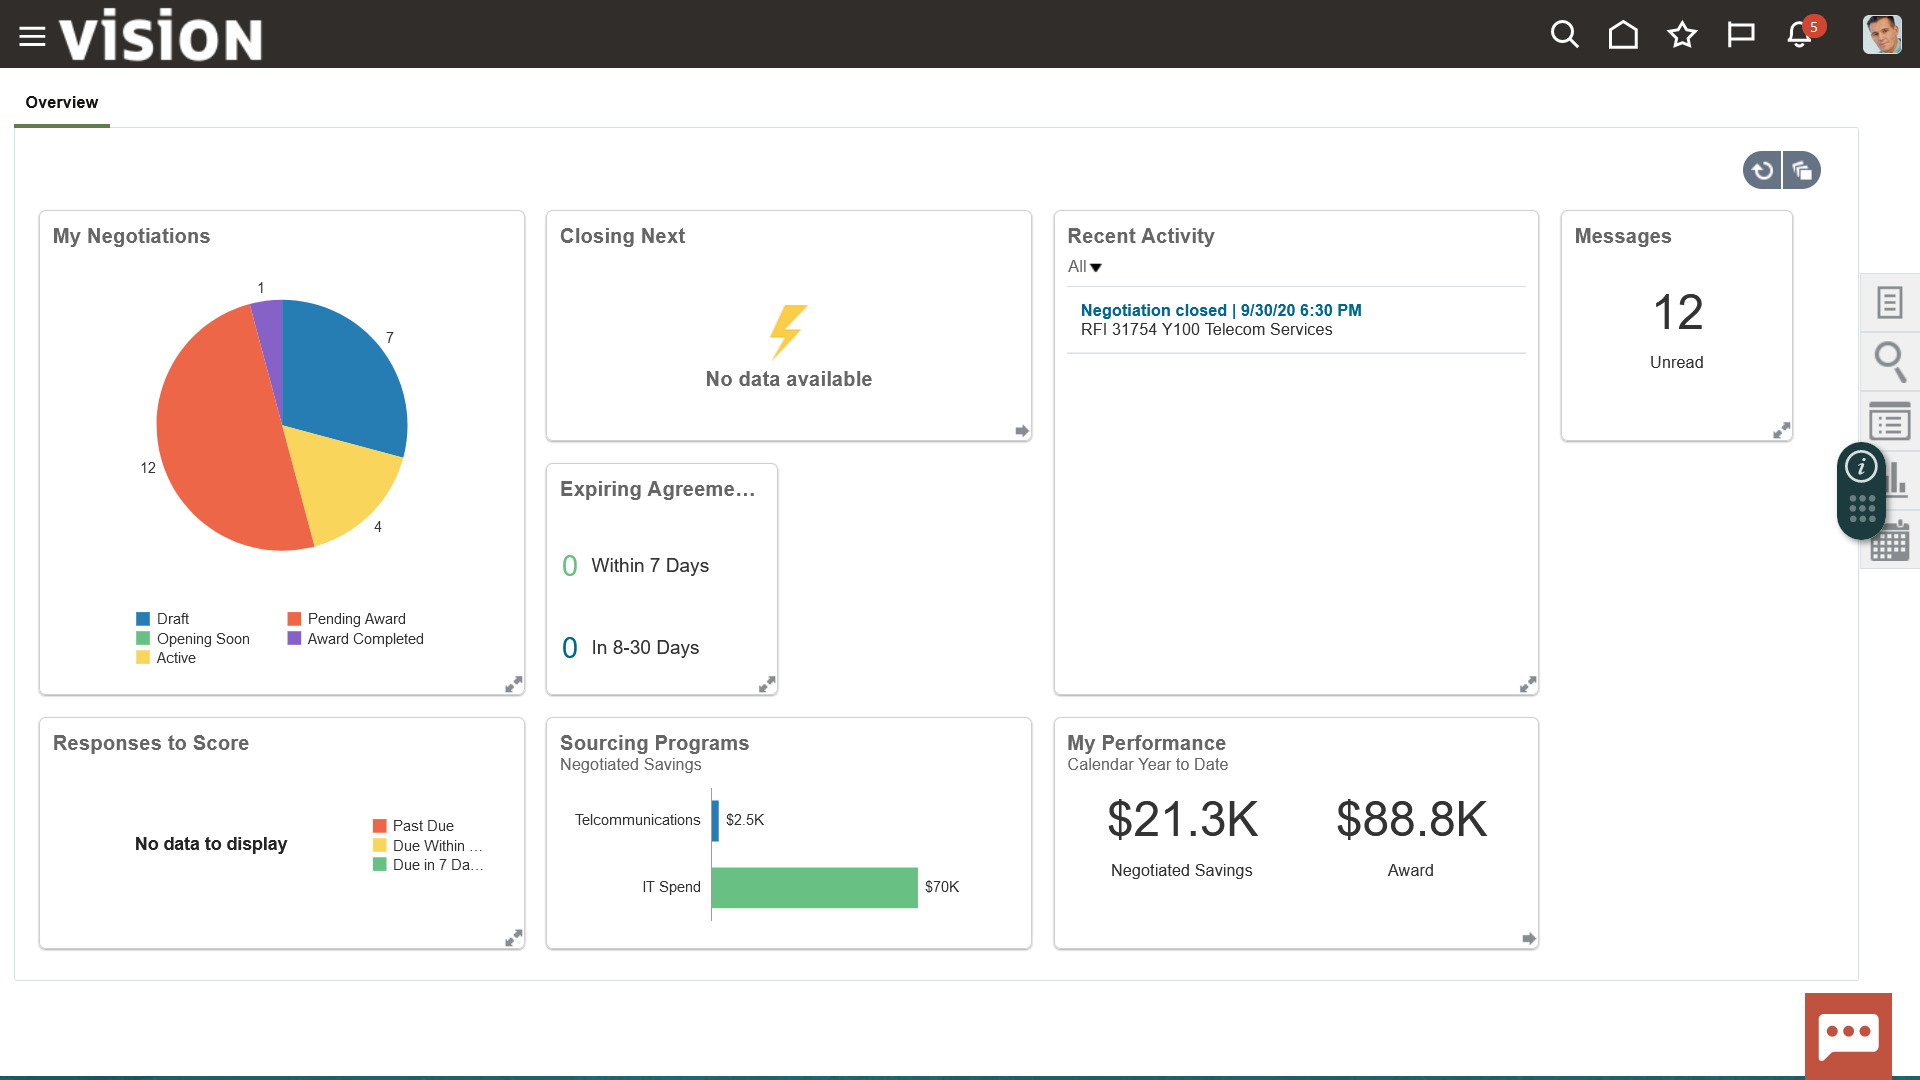 vision
5
Overview
My Negotiations
1
7
12
4
Draft
Opening Soon
Active
Pending Award
Award Completed
Closing Next
No data available
Expiring Agreeme...
0 Within 7 Days
0 In 8-30 Days
Recent Activity
All
Negotiation closed | 9/30/20 6:30 PM
RFI 31754 Y100 Telecom Services
Messages
12
Unread
i
Responses to Score
No data to display
Past Due
Due Within ...
Due in 7 Da...
Sourcing Programs
Negotiated Savings
Telcommunications $2.5K
IT Spend $70K
My Performance
Calendar Year to Date
$21.3K
Negotiated Savings
$88.8K
Award